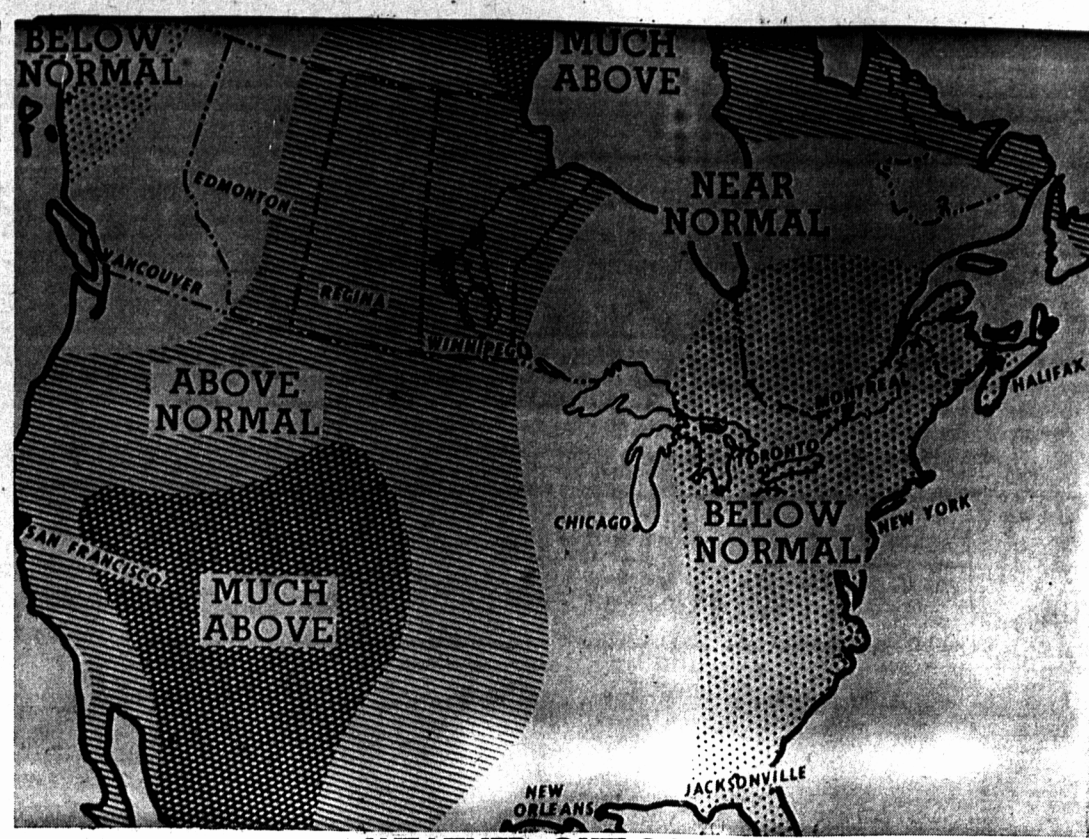 BELOW
NORMAL
MUCH
ABOVE
EDMONTON
NEAR
NORMAL
VANCOUVER
REGINA
WINNIPEG
ABOVE
NORMAL
MONTREAL
HALIFAX
TORONTO
CHICAGO
BELOW
NORMAL
NEW YORK
SAN FRANCISCO
MUCH
ABOVE
JACKSONVILLE
NEW
ORLEANS